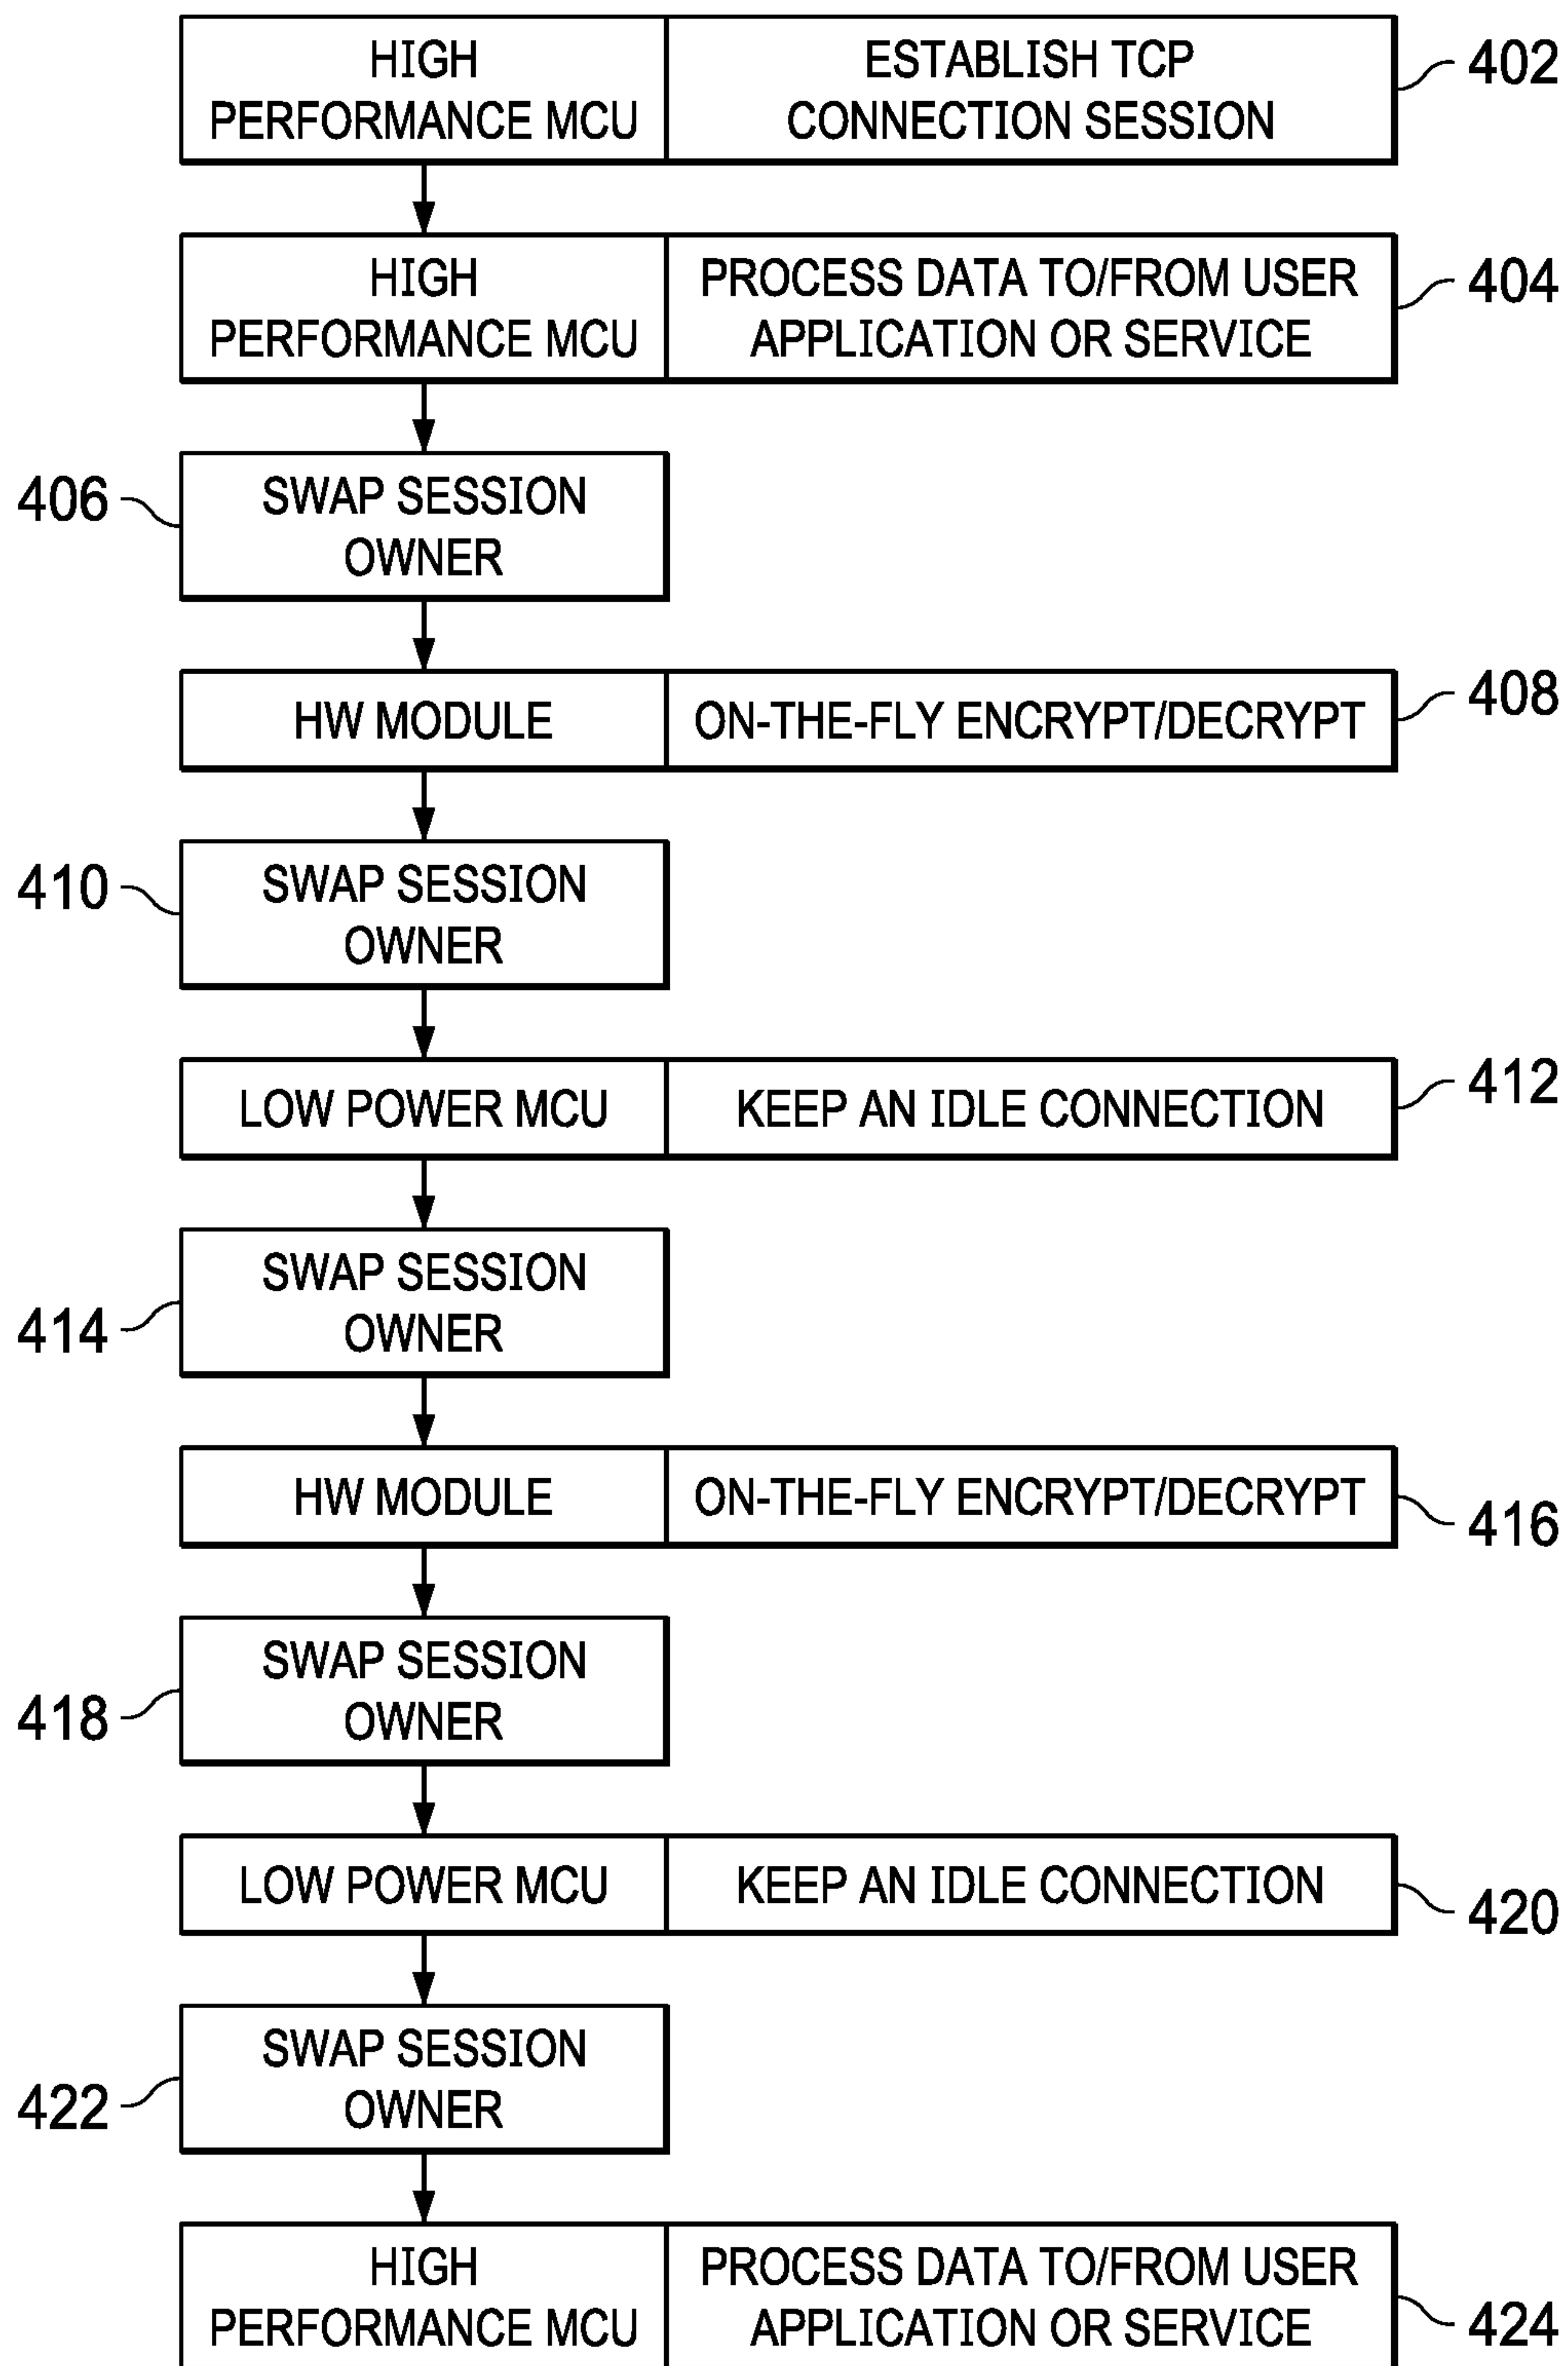 HIGH
PERFORMANCE MCU
ESTABLISH TCP
CONNECTION SESSION
402
HIGH
PERFORMANCE MCU
PROCESS DATA TO/FROM USER
APPLICATION OR SERVICE
404
406
SWAP SESSION
OWNER
HW MODULE
ON-THE-FLY ENCRYPT/DECRYPT
408
410
SWAP SESSION
OWNER
LOW POWER MCU
KEEP AN IDLE CONNECTION
412
414
SWAP SESSION
OWNER
HW MODULE
ON-THE-FLY ENCRYPT/DECRYPT
416
418
SWAP SESSION
OWNER
LOW POWER MCU
KEEP AN IDLE CONNECTION
420
422
SWAP SESSION
OWNER
HIGH
PERFORMANCE MCU
PROCESS DATA TO/FROM USER
APPLICATION OR SERVICE
424